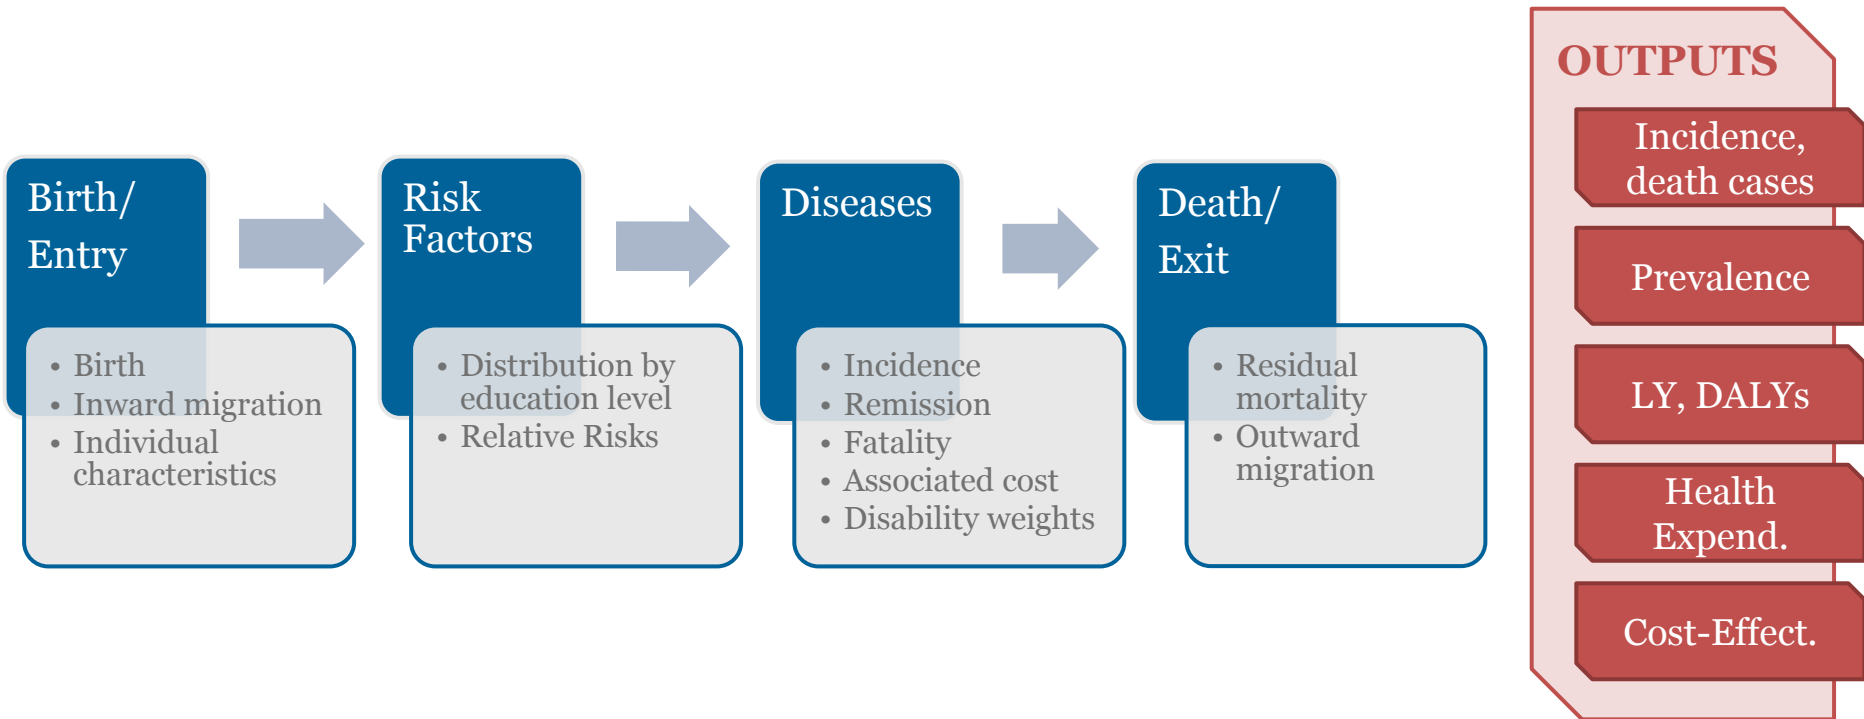 Birth/
Entry
• Birth
• Inward migration
• Individual
characteristics
Risk
Factors
• Distribution by
education level
• Relative Risks
Diseases
• Incidence
• Remission
• Fatality
• Associated cost
• Disability weights
Death/
Exit
• Residual
mortality
• Outward
migration
OUTPUTS
Incidence,
death cases
Prevalence
LY, DALYs
Health
Expend.
Cost-Effect.